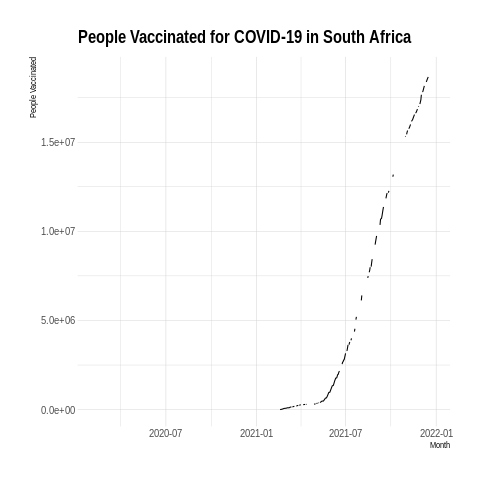 People Vaccinated for COVID-19 in South Africa
People Vaccinated
1.5e+07
1.0e+07
5.0e+06
0.0e+00
2020-07
2021-01
2021-07
2022-01
Month